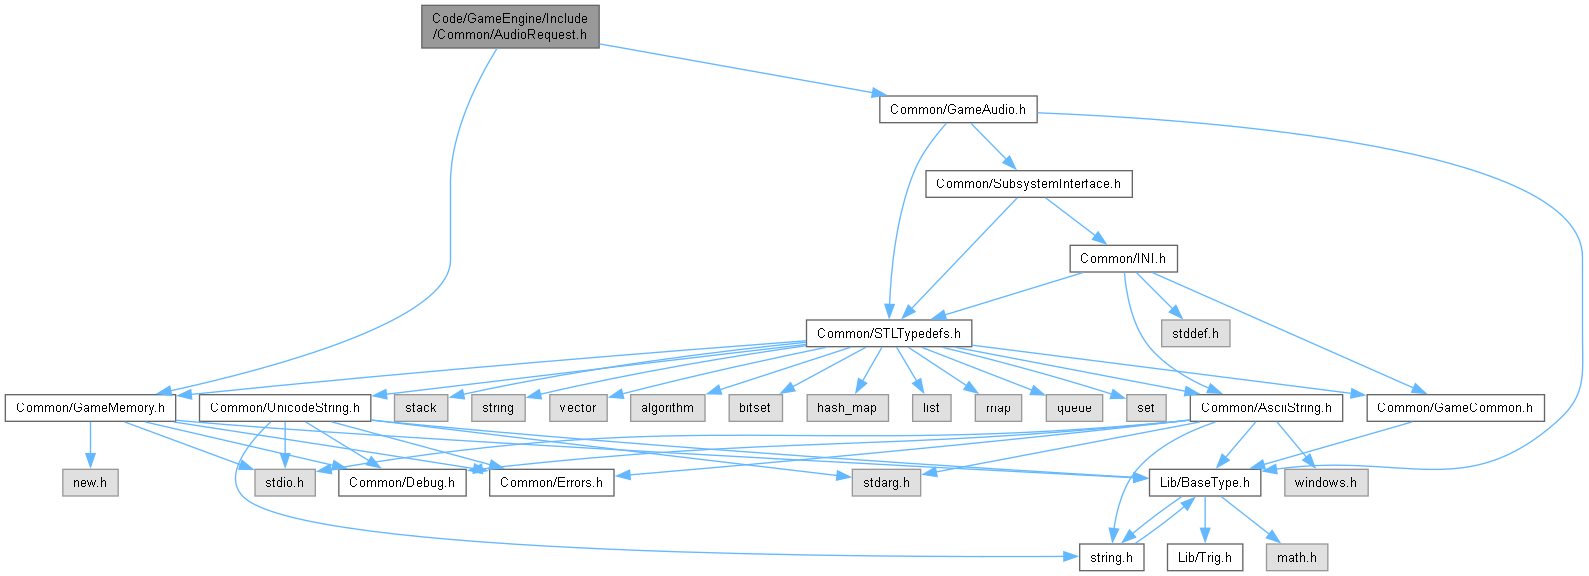 Code/GameEngine/Include
/Common/AudioRequest.h
Common/GameAudio.h
Common/SubsystemInterface.h
Common/INI.h
Common/STLTypedefs.h
stddef.h
Common/GameMemory.h
Common/UnicodeString.h
stack
string
vector
algorithm
bitset
hash_map
list
map
queue
set
Common/AsciiString.h
Common/GameCommon.h
new.h
stdio.h
Common/Debug.h
Common/Errors.h
stdarg.h
Lib/BaseType.h
windows.h
string.h
Lib/Trig.h
math.h